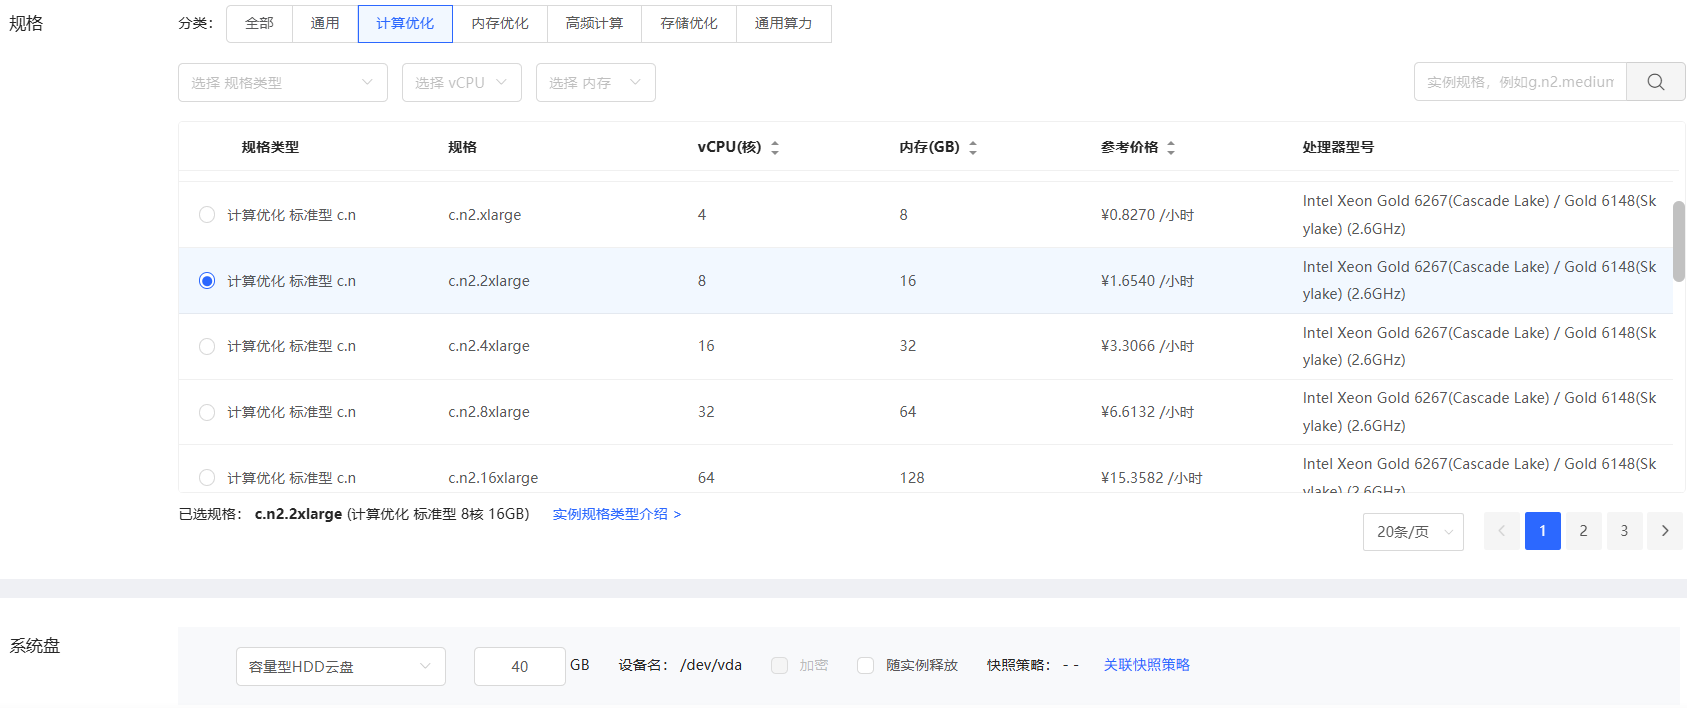 规格
分类： 全部 通用 计算优化 内存优化 高频计算 存储优化 通用算力
选择 规格类型 选择 vCPU 选择 内存 实例规格，例如g.n2.medium
规格类型 规格 vCPU(核) 内存(GB) 参考价格 处理器型号
计算优化 标准型 c.n c.n2.xlarge 4 8 ¥0.8270 /小时 Intel Xeon Gold 6267(Cascade Lake) / Gold 6148(Sk
ylake) (2.6GHz)
计算优化 标准型 c.n c.n2.2xlarge 8 16 ¥1.6540 /小时 Intel Xeon Gold 6267(Cascade Lake) / Gold 6148(Sk
ylake) (2.6GHz)
计算优化 标准型 c.n c.n2.4xlarge 16 32 ¥3.3066 /小时 Intel Xeon Gold 6267(Cascade Lake) / Gold 6148(Sk
ylake) (2.6GHz)
计算优化 标准型 c.n c.n2.8xlarge 32 64 ¥6.6132 /小时 Intel Xeon Gold 6267(Cascade Lake) / Gold 6148(Sk
ylake) (2.6GHz)
计算优化 标准型 c.n c.n2.16xlarge 64 128 ¥15.3582 /小时 Intel Xeon Gold 6267(Cascade Lake) / Gold 6148(Sk
ylake) (2.6GHz)
已选规格： c.n2.2xlarge (计算优化 标准型 8核 16GB) 实例规格类型介绍 >
20条/页 < 1 2 3 >
系统盘
容量型HDD云盘 40 GB 设备名： /dev/vda 加密 随实例释放 快照策略： - - 关联快照策略